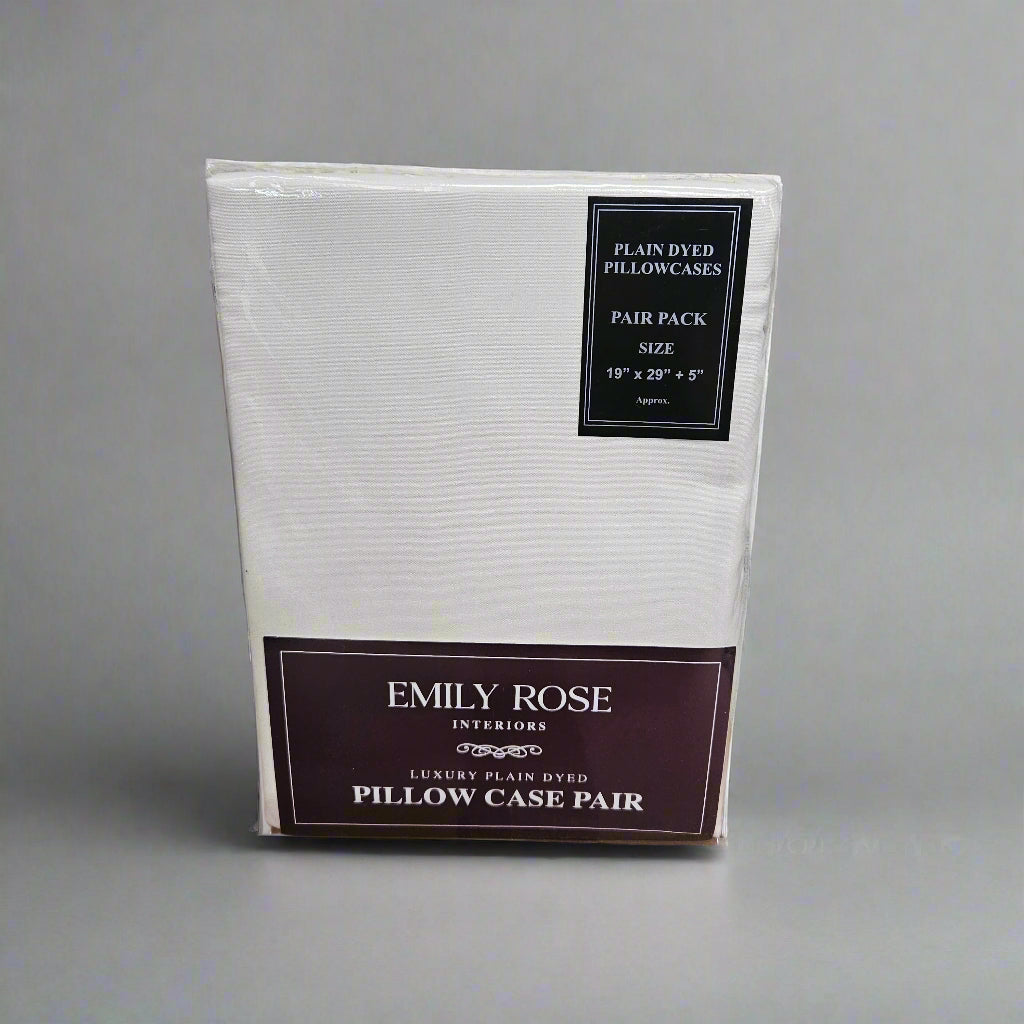 PLAIN DYED
PILLOWCASES
PAIR PACK
SIZE
19” x 29” + 5”
Approx.
EMILY ROSE
INTERIORS
LUXURY PLAIN DYED
PILLOW CASE PAIR